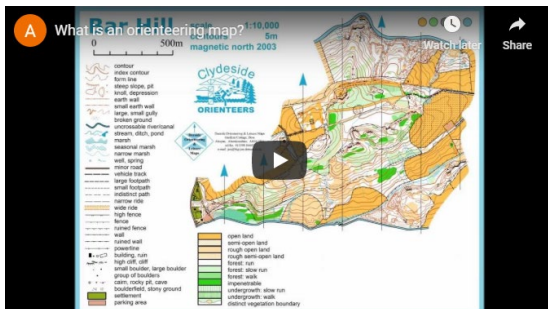 A What is an orienteering map?
Watch later
Share
Bar Hill
scale 1:10,000
contours 5m
magnetic north 2003
0 500m
Clydeside
ORIENTEERS
contour
index contour
form line
steep slope, pit
knoll, depression
earth wall
small earth wall
large, small gully
broken ground
uncrossable river/canal
stream, ditch, pond
marsh
seasonal marsh
narrow marsh
well, spring
minor road
vehicle track
large footpath
small footpath
indistinct path
narrow ride
wide ride
high fence
fence
ruined fence
wall
ruined wall
powerline
building, ruin
high cliff, cliff
small boulder, large boulder
group of boulders
cairn, rocky pit, cave
boulderfield, stony ground
settlement
parking area
open land
semi-open land
rough open land
rough semi-open land
forest: run
forest: slow run
forest: walk
impenetrable
undergrowth: slow run
undergrowth: walk
distinct vegetation boundary